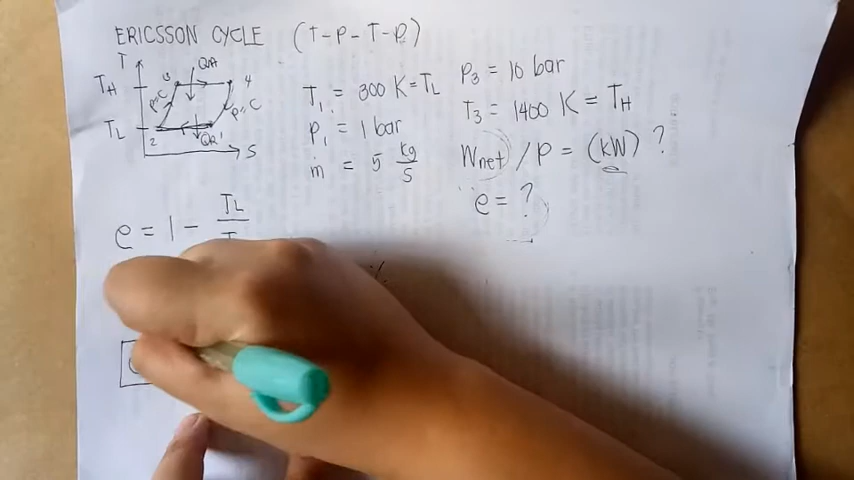 ERICSSON CYCLE (T-P-T-P)
T
QA
3
4
TH
P=C
P=C
TL
2
QR
1
S
T1 = 300 K = TL
P1 = 1 bar
ṁ = 5 kg/s
P3 = 10 bar
T3 = 1400 K = TH
Wnet / P = (kW) ?
e = ?
e = 1 - TL
%